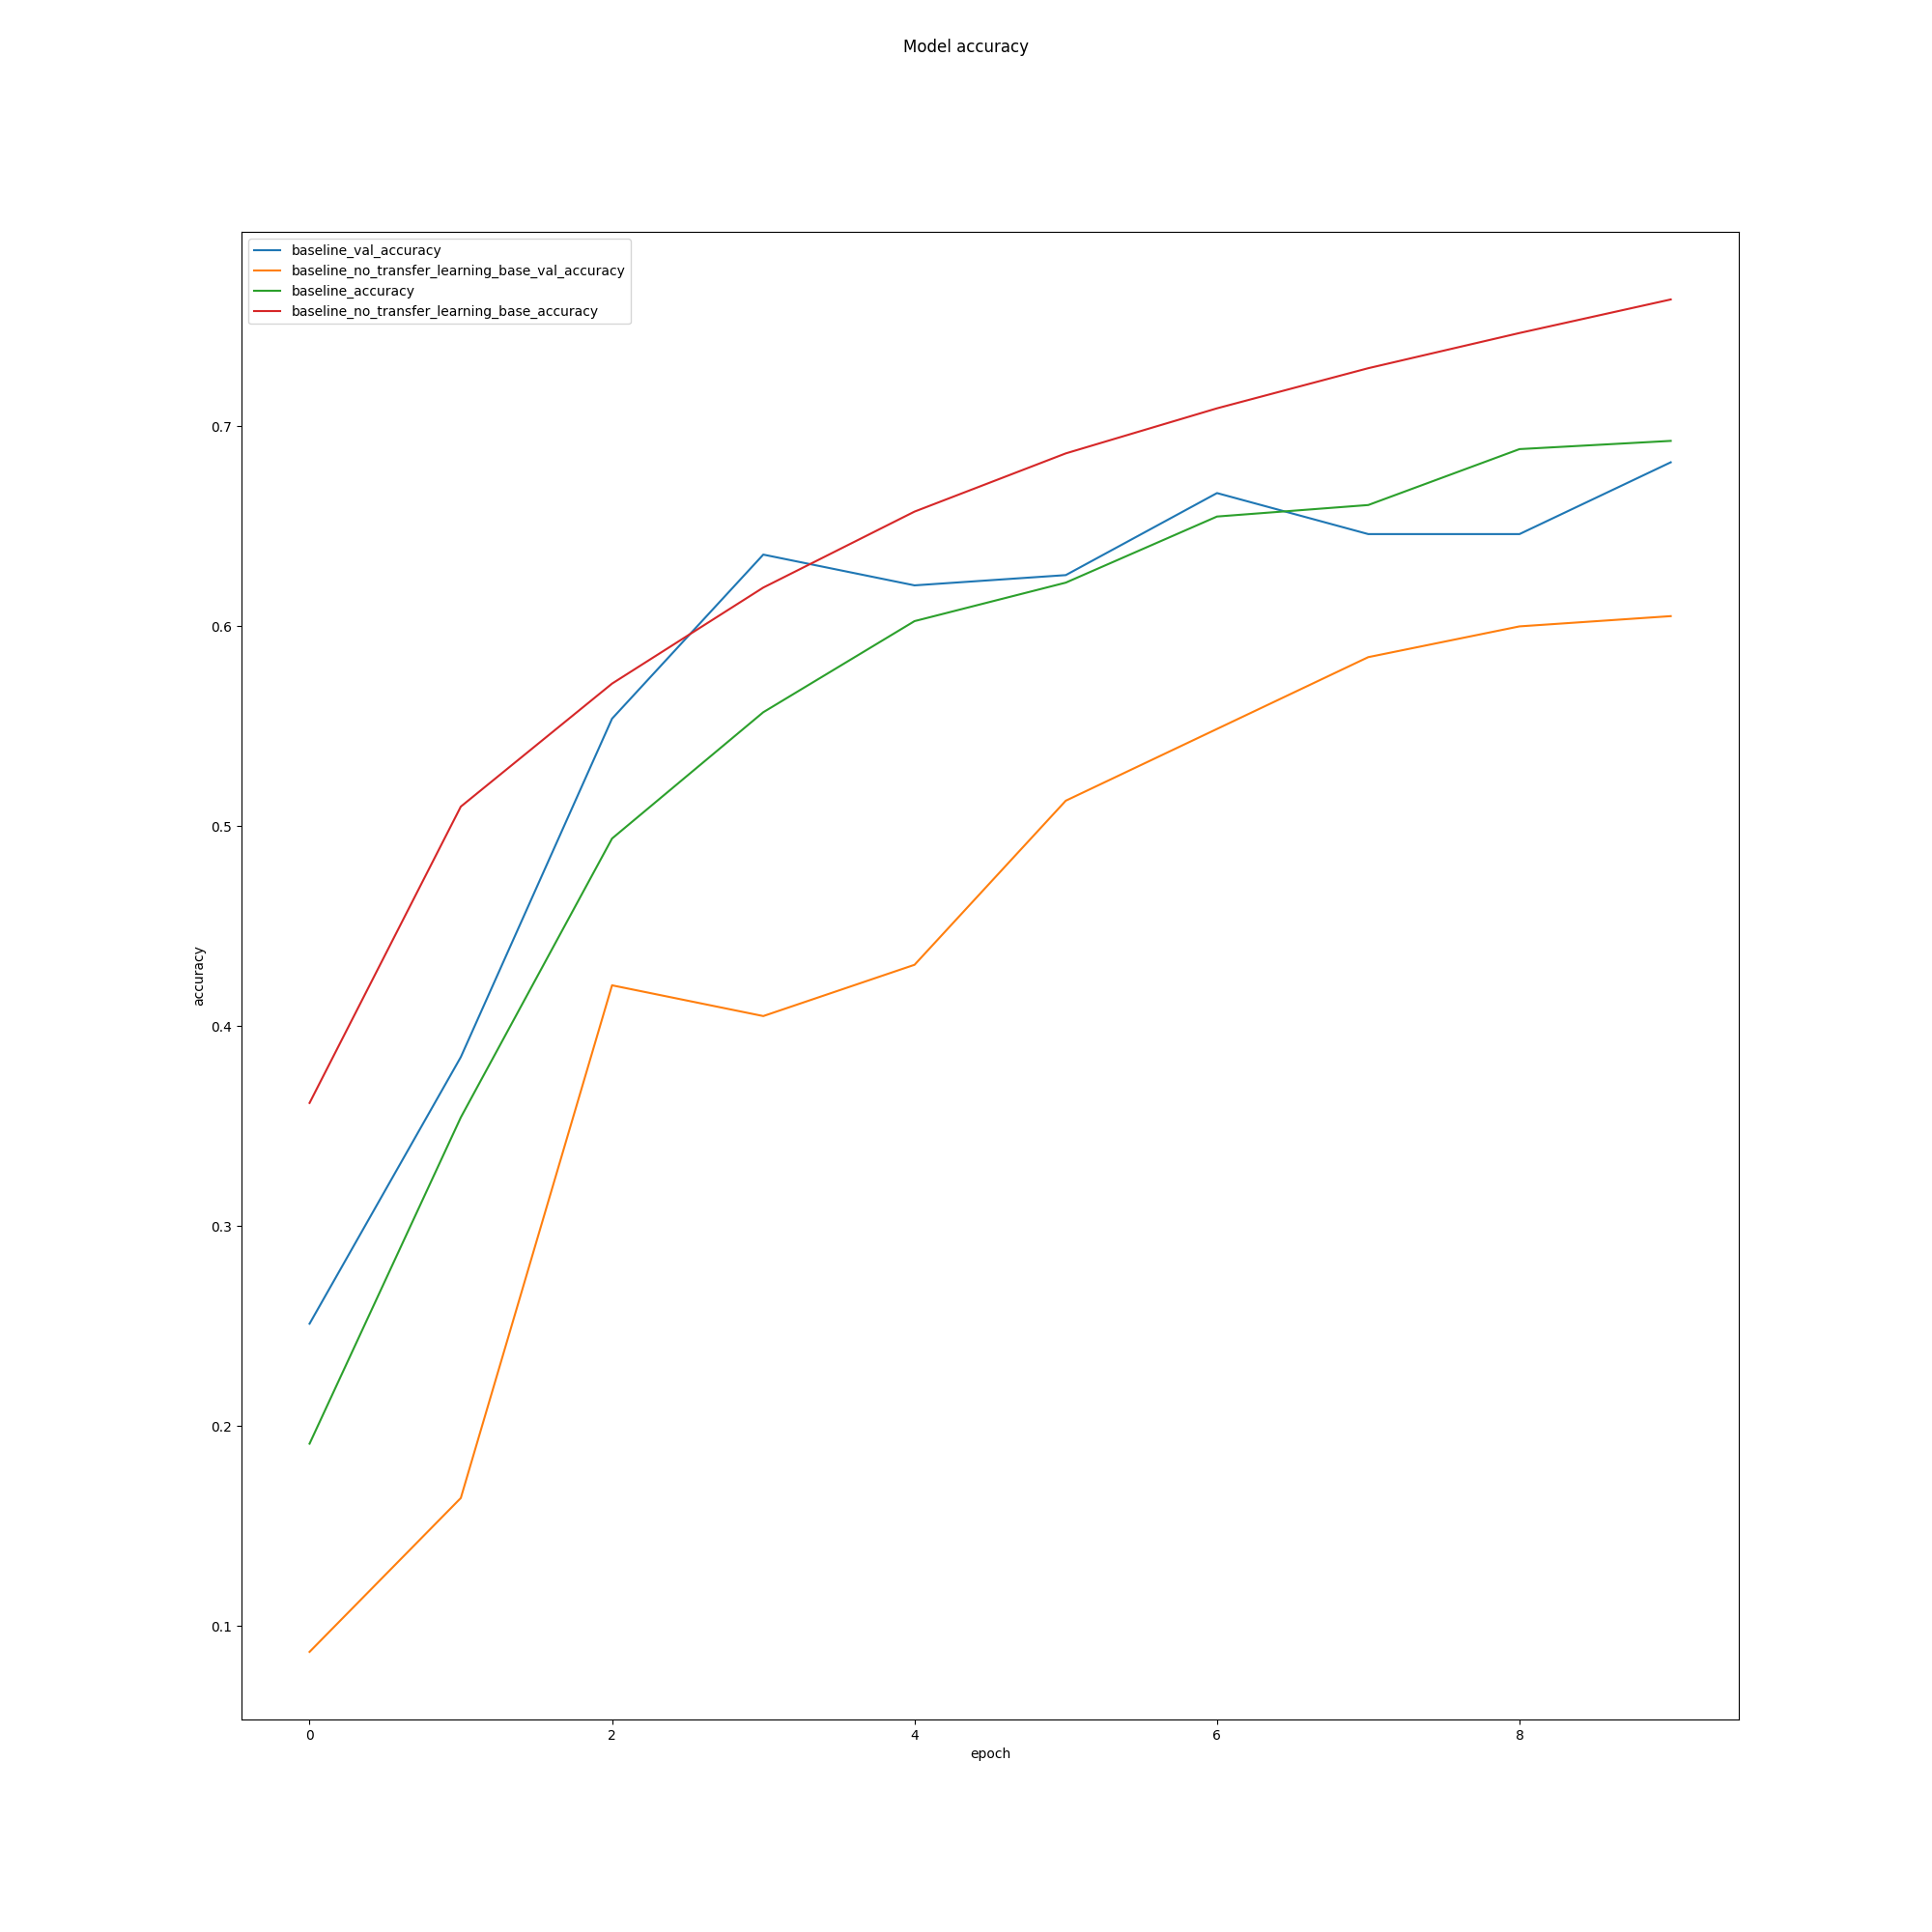 Model accuracy
baseline_val_accuracy
baseline_no_transfer_learning_base_val_accuracy
baseline_accuracy
baseline_no_transfer_learning_base_accuracy
0.7
0.6
0.5
0.4
0.3
0.2
0.1
accuracy
0 2 4 6 8
epoch